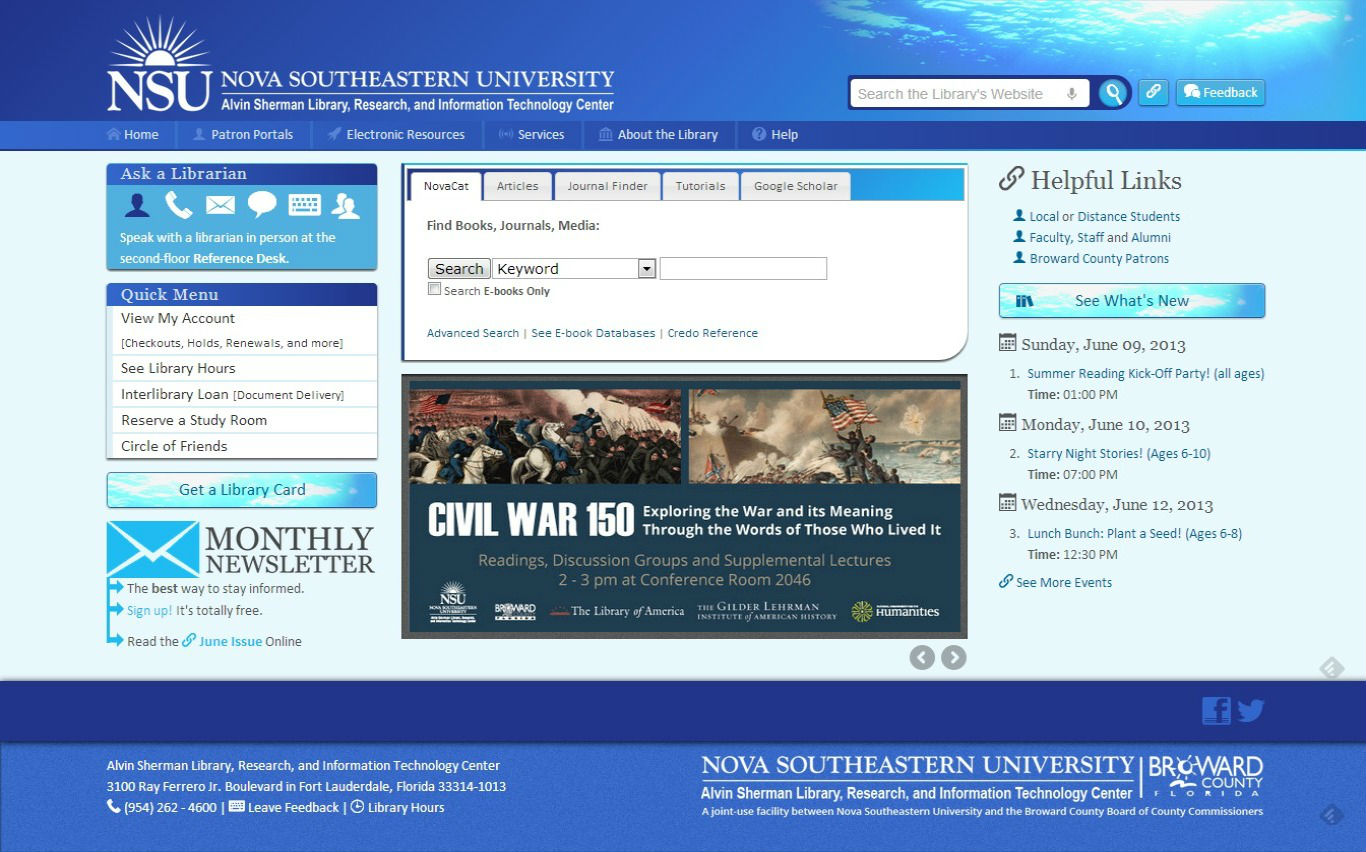 NSU NOVA SOUTHEASTERN UNIVERSITY
Alvin Sherman Library, Research, and Information Technology Center
Search the Library's Website
Feedback
Home
Patron Portals
Electronic Resources
Services
About the Library
Help
Ask a Librarian
Speak with a librarian in person at the
second-floor Reference Desk.
Quick Menu
View My Account
[Checkouts, Holds, Renewals, and more]
See Library Hours
Interlibrary Loan [Document Delivery]
Reserve a Study Room
Circle of Friends
Get a Library Card
MONTHLY
NEWSLETTER
The best way to stay informed.
Sign up! It's totally free.
Read the June Issue Online
NovaCat
Articles
Journal Finder
Tutorials
Google Scholar
Find Books, Journals, Media:
Search Keyword
Search E-books Only
Advanced Search | See E-book Databases | Credo Reference
CIVIL WAR 150
Exploring the War and its Meaning
Through the Words of Those Who Lived It
Readings, Discussion Groups and Supplemental Lectures
2 - 3 pm at Conference Room 2046
NSU
NOVA SOUTHEASTERN
UNIVERSITY
BROWARD
COUNTY
FLORIDA
The Library of America
THE GILDER LEHRMAN
INSTITUTE of AMERICAN HISTORY
Humanities
Helpful Links
Local or Distance Students
Faculty, Staff and Alumni
Broward County Patrons
See What's New
Sunday, June 09, 2013
1. Summer Reading Kick-Off Party! (all ages)
Time: 01:00 PM
Monday, June 10, 2013
2. Starry Night Stories! (Ages 6-10)
Time: 07:00 PM
Wednesday, June 12, 2013
3. Lunch Bunch: Plant a Seed! (Ages 6-8)
Time: 12:30 PM
See More Events
Alvin Sherman Library, Research, and Information Technology Center
3100 Ray Ferrero Jr. Boulevard in Fort Lauderdale, Florida 33314-1013
(954) 262 - 4600 | Leave Feedback | Library Hours
NOVA SOUTHEASTERN UNIVERSITY
Alvin Sherman Library, Research, and Information Technology Center
BROWARD
COUNTY
FLORIDA
A joint-use facility between Nova Southeastern University and the Broward County Board of County Commissioners